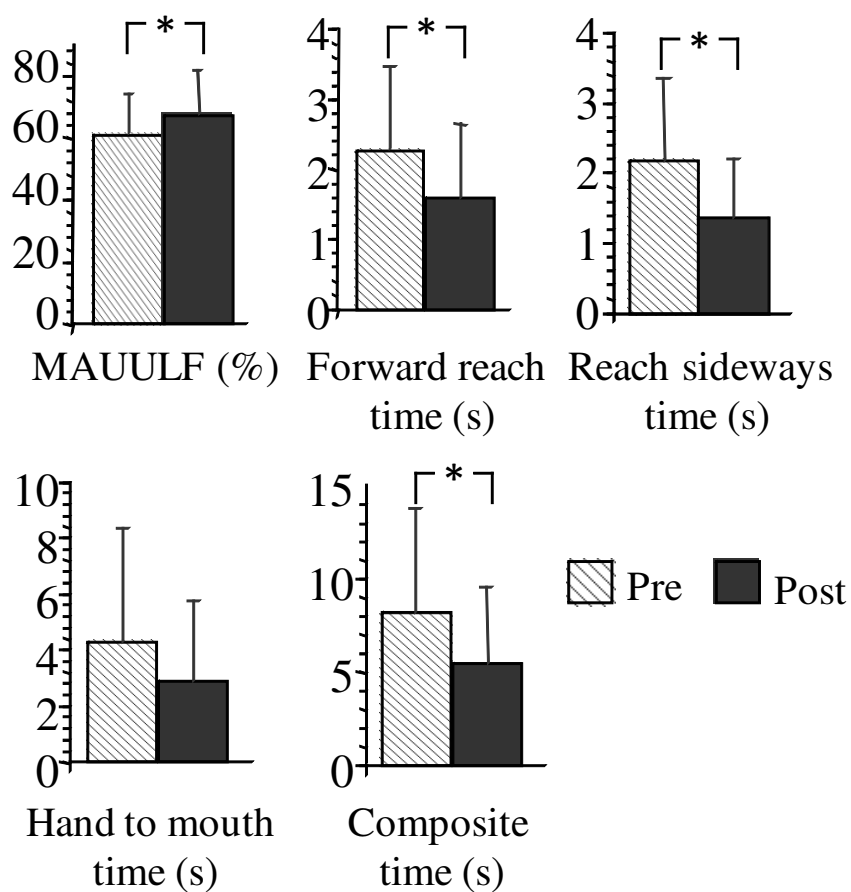 *
80
60
40
20
0
MAUULF (%)
*
4
3
2
1
0
Forward reach
time (s)
*
4
3
2
1
0
Reach sideways
time (s)
10
8
6
4
2
0
Hand to mouth
time (s)
*
15
10
5
0
Composite
time (s)
Pre
Post